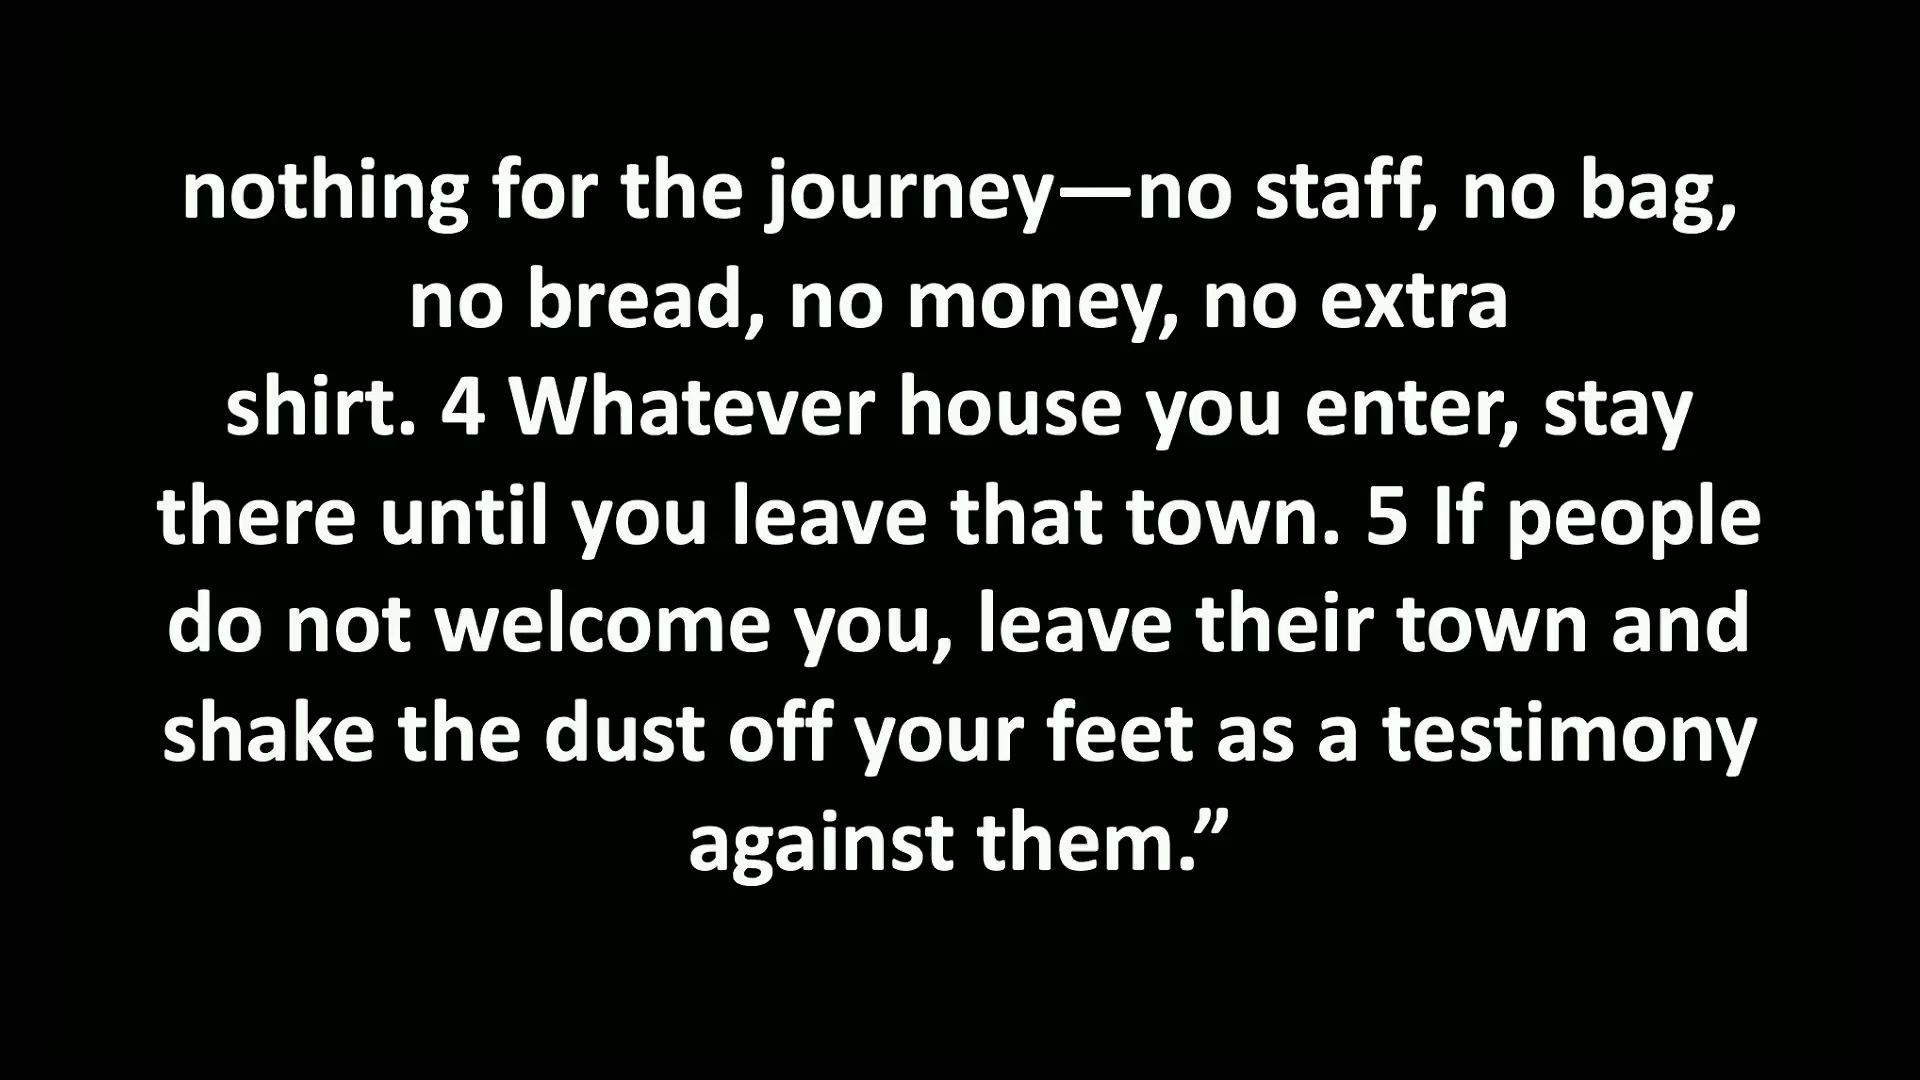 nothing for the journey—no staff, no bag,
no bread, no money, no extra
shirt. 4 Whatever house you enter, stay
there until you leave that town. 5 If people
do not welcome you, leave their town and
shake the dust off your feet as a testimony
against them.”